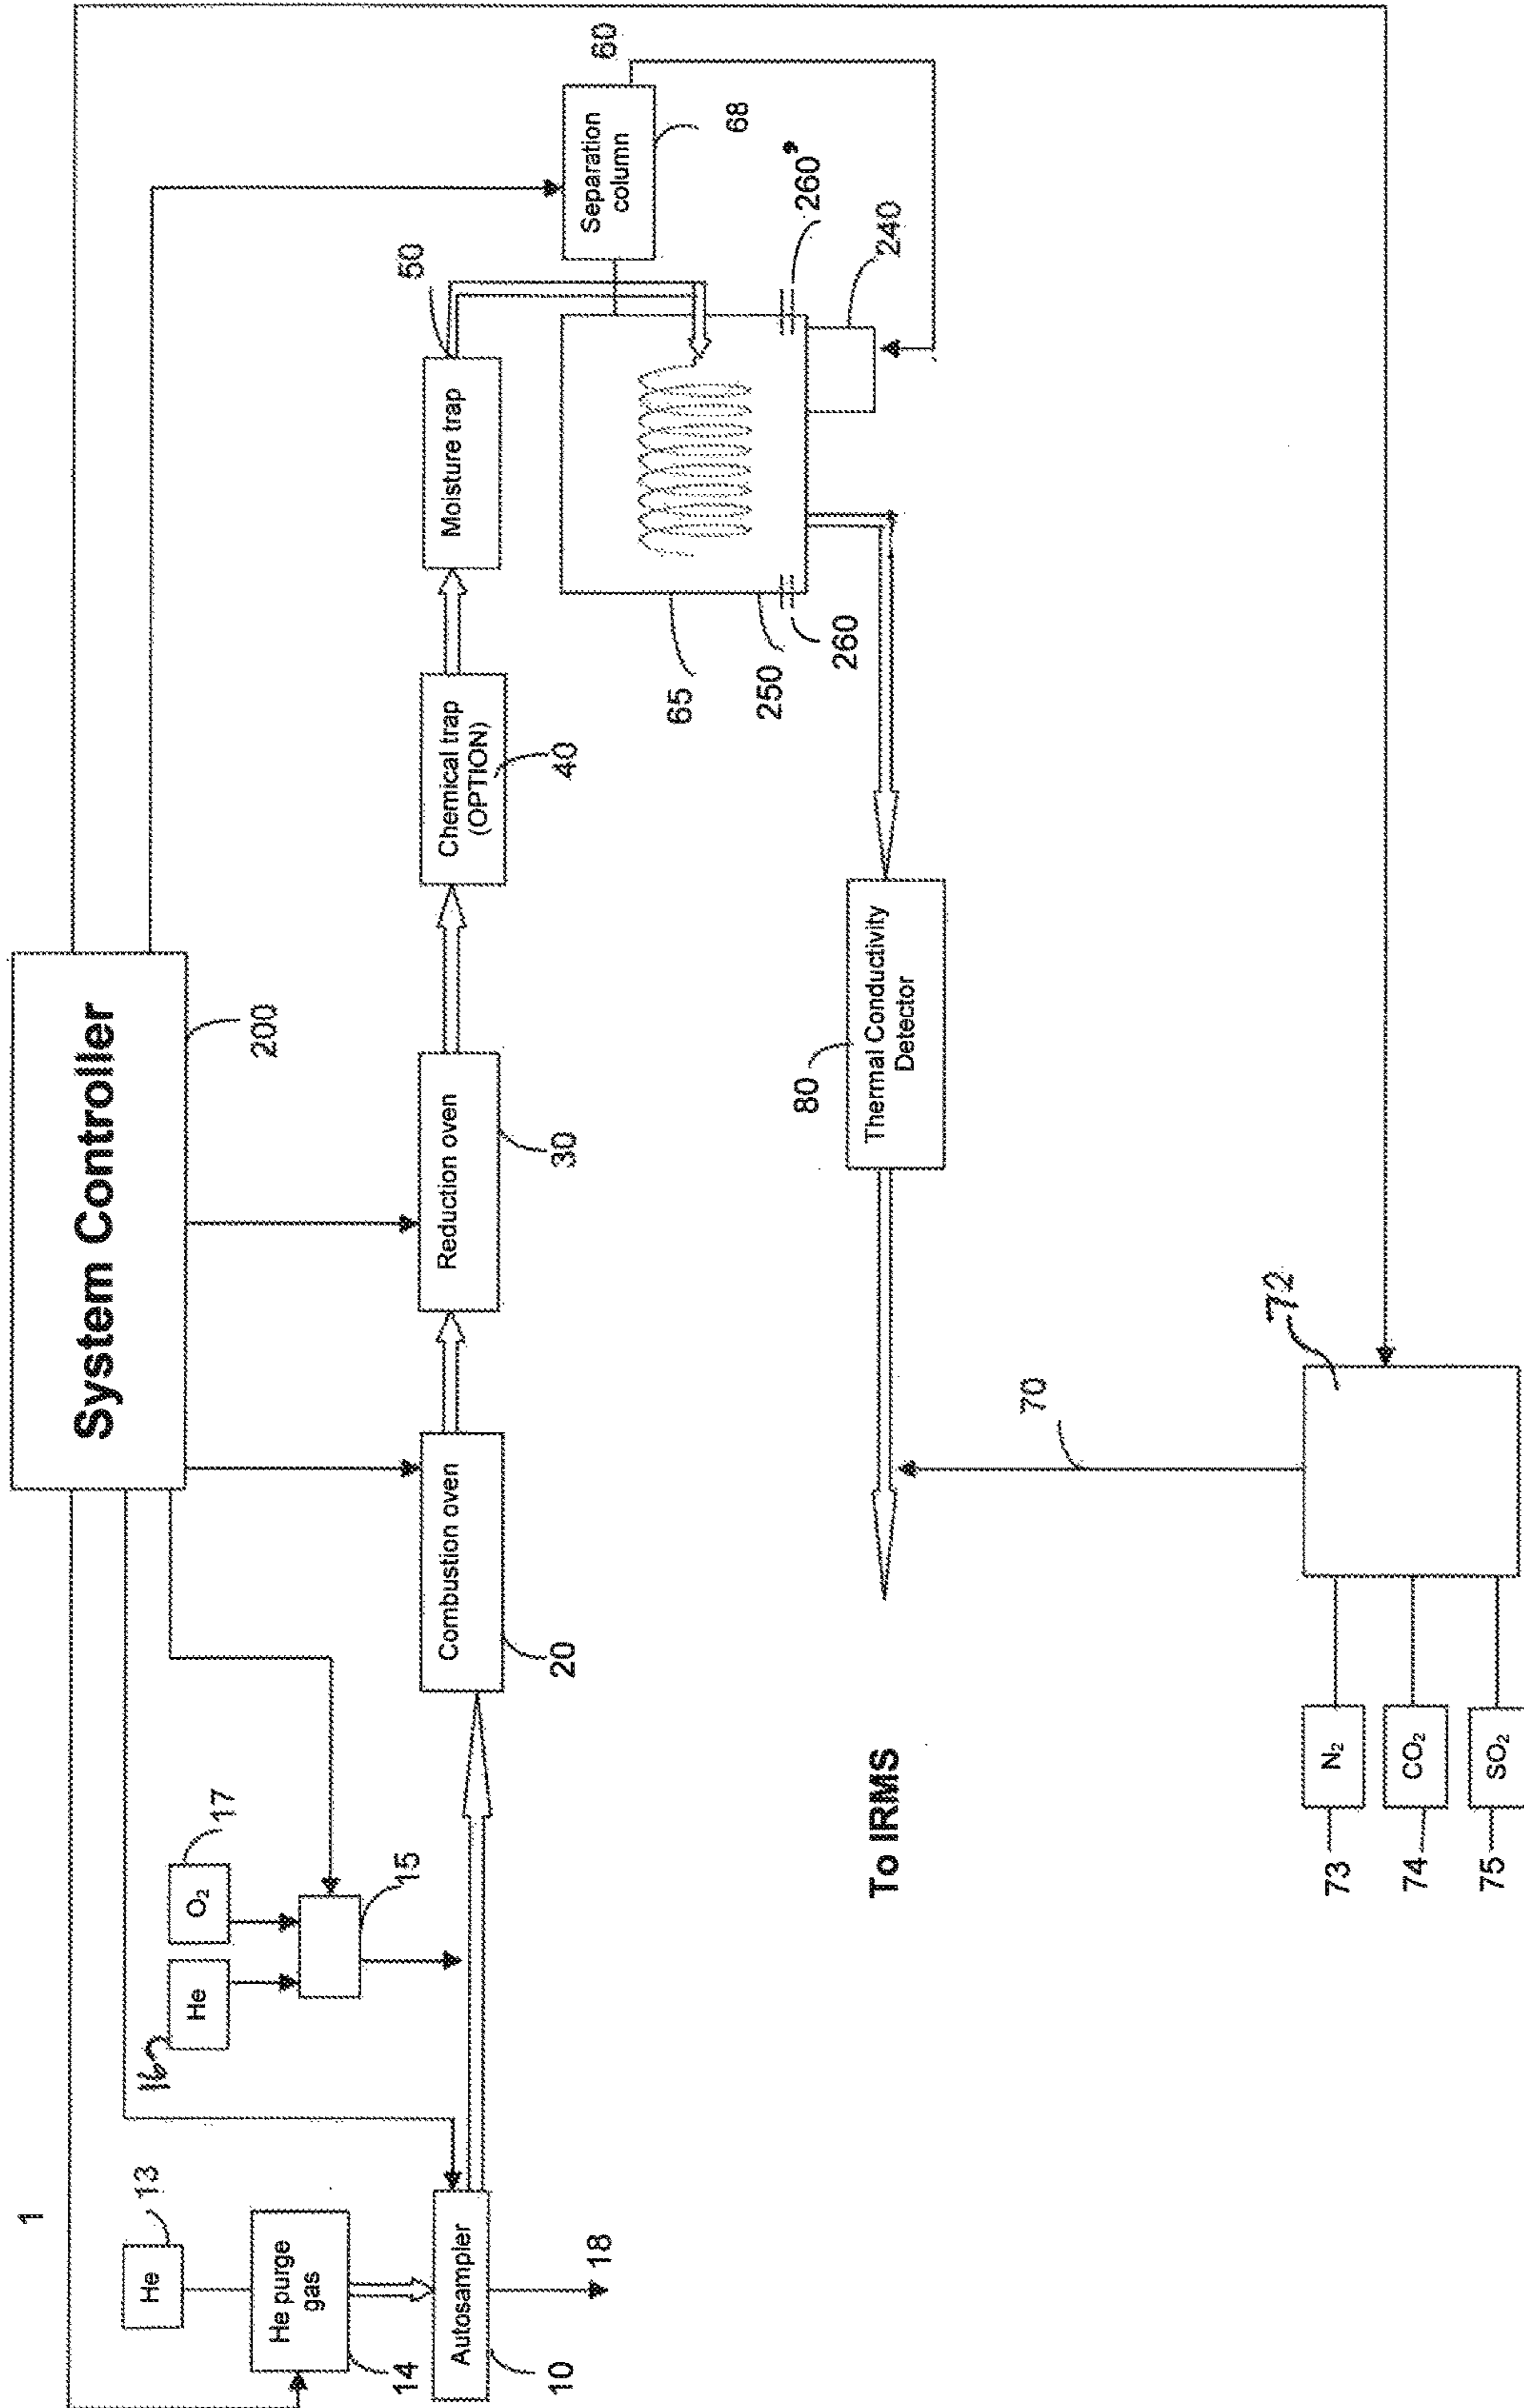 1
System Controller
200
He
13
He purge
gas
14
Autosampler
10
18
He
16
O₂
17
15
Combustion oven
20
Reduction oven
30
Chemical trap
(OPTION)
40
Moisture trap
50
Separation
column
60
68
65
250
260
260'
240
Thermal Conductivity
Detector
80
To IRMS
70
72
N₂
73
CO₂
74
SO₂
75